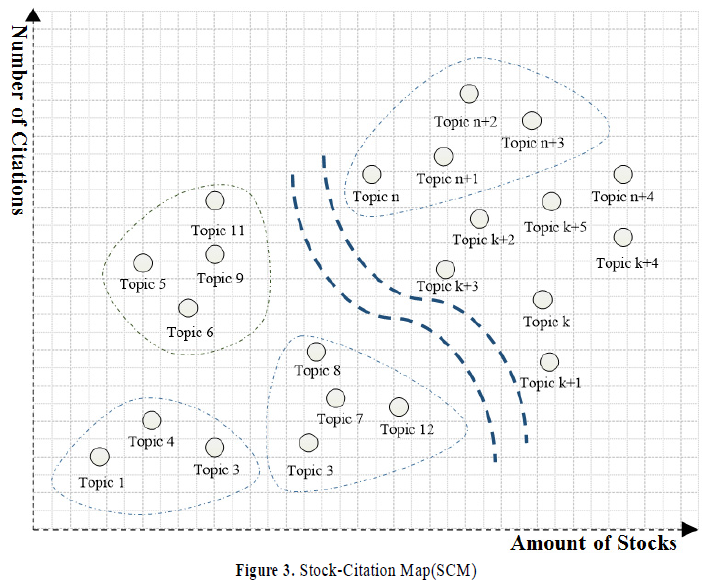 Number of Citations
Topic n+2
Topic n+3
Topic n+1
Topic n
Topic n+4
Topic k+5
Topic 11
Topic k+2
Topic k+4
Topic 9
Topic 5
Topic k+3
Topic k
Topic 6
Topic 8
Topic k+1
Topic 7
Topic 12
Topic 4
Topic 3
Topic 3
Topic 1
Amount of Stocks
Figure 3. Stock-Citation Map(SCM)